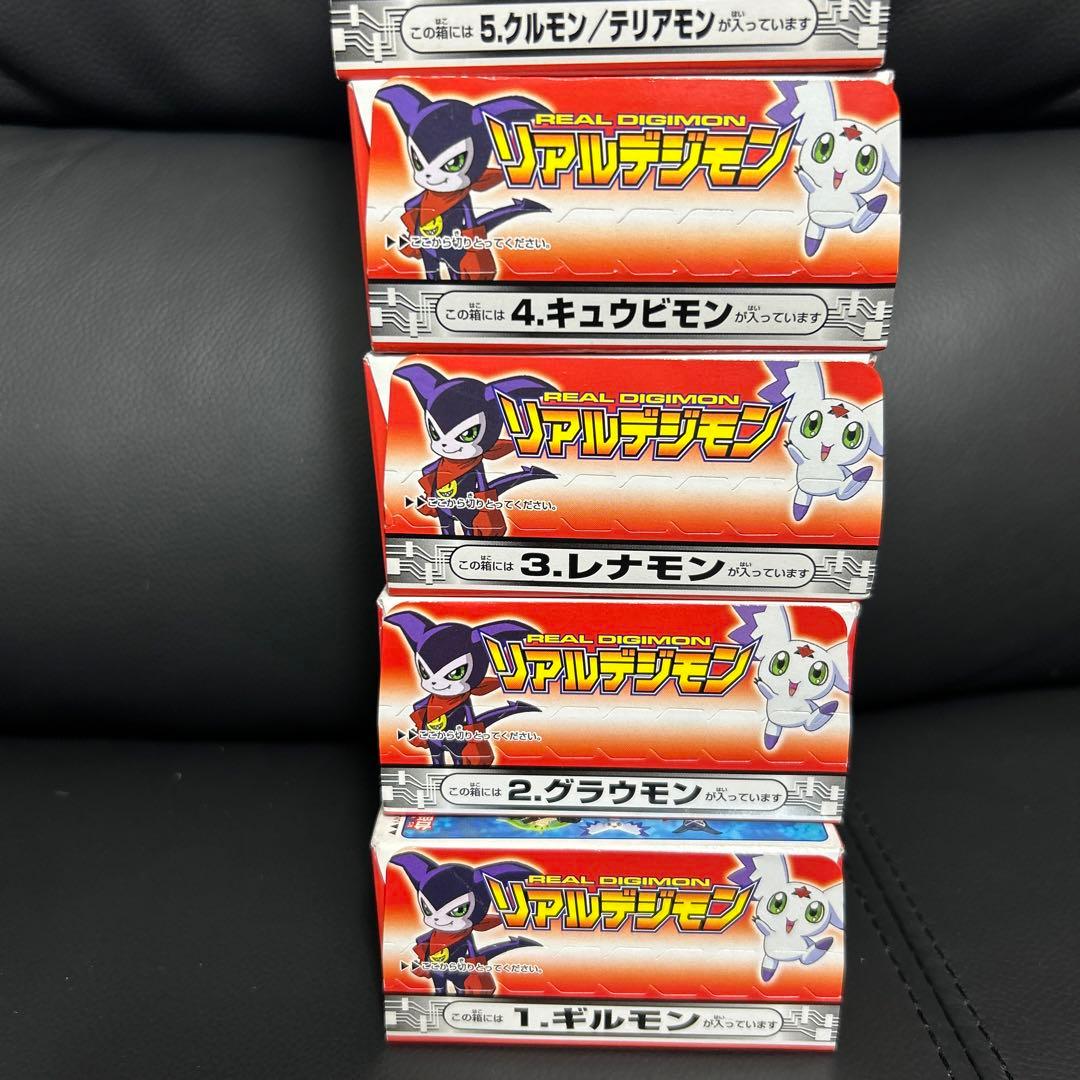 この箱には 5.クルモン/テリアモン が入っています
REAL DIGIMON
リアルデジモン
▶▶ここから切りとってください。
この箱には 4.キュウビモン が入っています
REAL DIGIMON
リアルデジモン
▶▶ここから切りとってください。
この箱には 3.レナモン が入っています
REAL DIGIMON
リアルデジモン
▶▶ここから切りとってください。
この箱には 2.グラウモン が入っています
REAL DIGIMON
リアルデジモン
▶▶ここから切りとってください。
この箱には 1.ギルモン が入っています